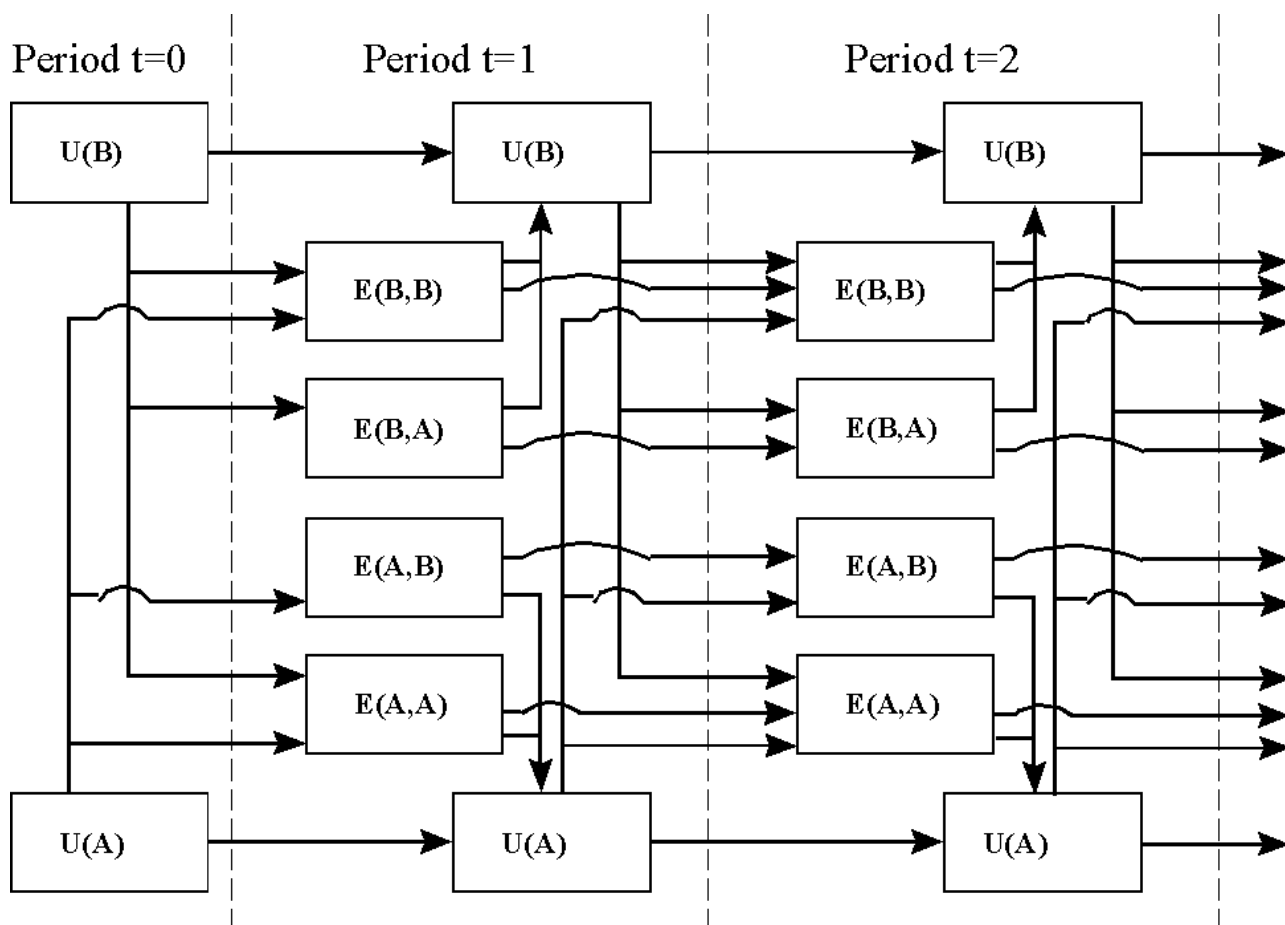 Period t=0
Period t=1
Period t=2
U(B)
U(B)
U(B)
E(B,B)
E(B,B)
E(B,A)
E(B,A)
E(A,B)
E(A,B)
E(A,A)
E(A,A)
U(A)
U(A)
U(A)